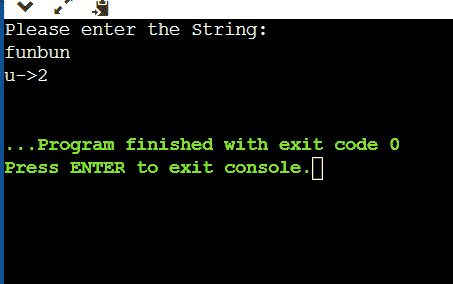 Please enter the String:
funbun
u->2
...Program finished with exit code 0
Press ENTER to exit console.